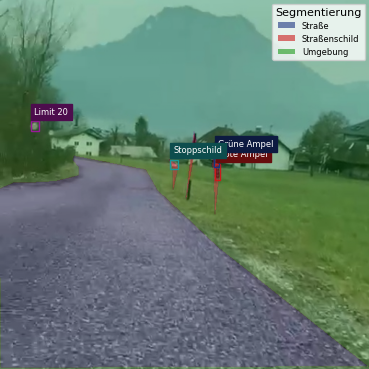 Segmentierung
Straße
Straßenschild
Umgebung
Limit 20
Grüne Ampel
Stoppschild
Ampel